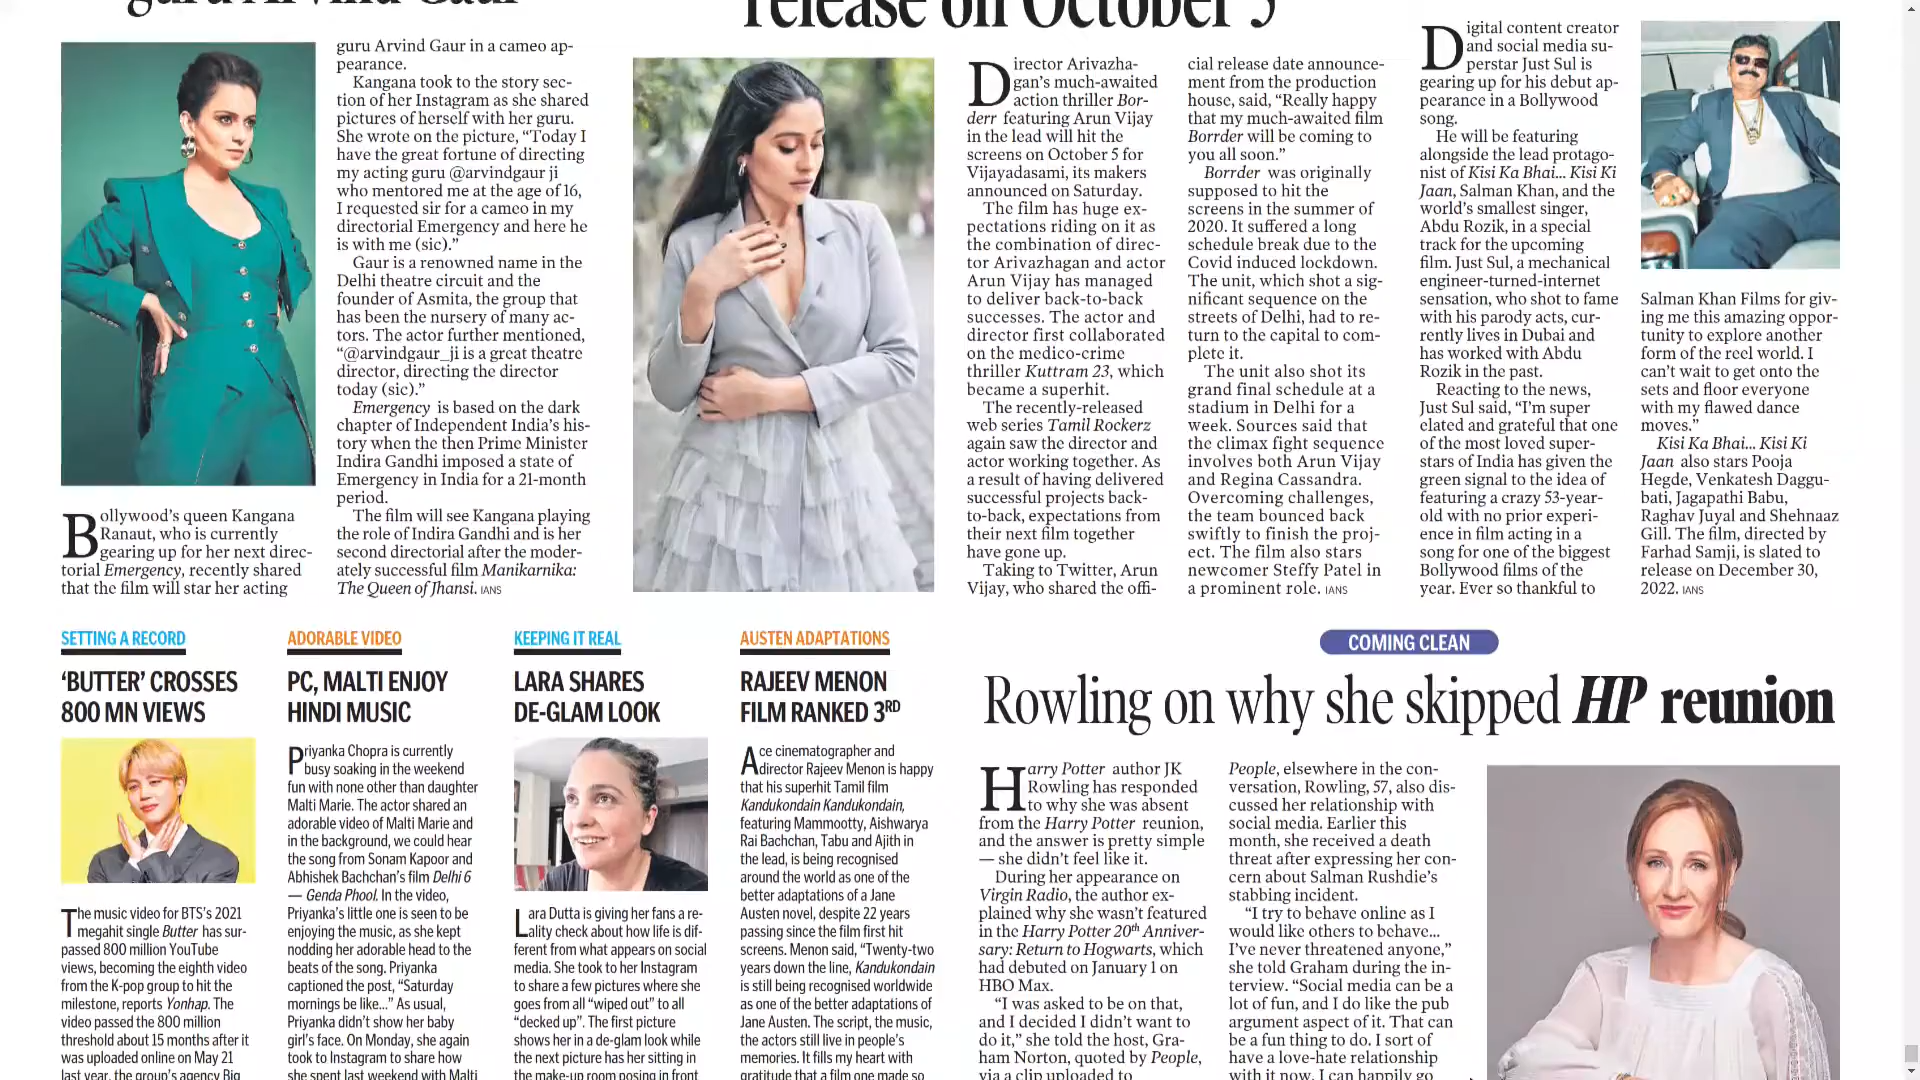 guru Arvind Gaur
release on October 5
guru Arvind Gaur in a cameo ap-
pearance.
Kangana took to the story sec-
tion of her Instagram as she shared
pictures of herself with her guru.
She wrote on the picture, “Today I
have the great fortune of directing
my acting guru @arvindgaur ji
who mentored me at the age of 16,
I requested sir for a cameo in my
directorial Emergency and here he
is with me (sic).”
Gaur is a renowned name in the
Delhi theatre circuit and the
founder of Asmita, the group that
has been the nursery of many ac-
tors. The actor further mentioned,
“@arvindgaur_ji is a great theatre
director, directing the director
today (sic).”
Emergency is based on the dark
chapter of Independent India’s his-
tory when the then Prime Minister
Indira Gandhi imposed a state of
Emergency in India for a 21-month
period.
The film will see Kangana playing
the role of Indira Gandhi and is her
second directorial after the moder-
ately successful film Manikarnika:
The Queen of Jhansi. IANS
Bollywood’s queen Kangana
Ranaut, who is currently
gearing up for her next direc-
torial Emergency, recently shared
that the film will star her acting
Director Arivazha-
gan’s much-awaited
action thriller Bor-
derr featuring Arun Vijay
in the lead will hit the
screens on October 5 for
Vijayadasami, its makers
announced on Saturday.
The film has huge ex-
pectations riding on it as
the combination of direc-
tor Arivazhagan and actor
Arun Vijay has managed
to deliver back-to-back
successes. The actor and
director first collaborated
on the medico-crime
thriller Kuttram 23, which
became a superhit.
The recently-released
web series Tamil Rockerz
again saw the director and
actor working together. As
a result of having delivered
successful projects back-
to-back, expectations from
their next film together
have gone up.
Taking to Twitter, Arun
Vijay, who shared the offi-
cial release date announce-
ment from the production
house, said, “Really happy
that my much-awaited film
Borrder will be coming to
you all soon.”
Borrder was originally
supposed to hit the
screens in the summer of
2020. It suffered a long
schedule break due to the
Covid induced lockdown.
The unit, which shot a sig-
nificant sequence on the
streets of Delhi, had to re-
turn to the capital to com-
plete it.
The unit also shot its
grand final schedule at a
stadium in Delhi for a
week. Sources said that
the climax fight sequence
involves both Arun Vijay
and Regina Cassandra.
Overcoming challenges,
the team bounced back
swiftly to finish the proj-
ect. The film also stars
newcomer Steffy Patel in
a prominent role. IANS
Digital content creator
and social media su-
perstar Just Sul is
gearing up for his debut ap-
pearance in a Bollywood
song.
He will be featuring
alongside the lead protago-
nist of Kisi Ka Bhai... Kisi Ki
Jaan, Salman Khan, and the
world’s smallest singer,
Abdu Rozik, in a special
track for the upcoming
film. Just Sul, a mechanical
engineer-turned-internet
sensation, who shot to fame
with his parody acts, cur-
rently lives in Dubai and
has worked with Abdu
Rozik in the past.
Reacting to the news,
Just Sul said, “I’m super
elated and grateful that one
of the most loved super-
stars of India has given the
green signal to the idea of
featuring a crazy 53-year-
old with no prior experi-
ence in film acting in a
song for one of the biggest
Bollywood films of the
year. Ever so thankful to
Salman Khan Films for giv-
ing me this amazing oppor-
tunity to explore another
form of the reel world. I
can’t wait to get onto the
sets and floor everyone
with my flawed dance
moves.”
Kisi Ka Bhai... Kisi Ki
Jaan also stars Pooja
Hegde, Venkatesh Daggu-
bati, Jagapathi Babu,
Raghav Juyal and Shehnaaz
Gill. The film, directed by
Farhad Samji, is slated to
release on December 30,
2022. IANS
SETTING A RECORD
‘BUTTER’ CROSSES
800 MN VIEWS
The music video for BTS’s 2021
megahit single Butter has sur-
passed 800 million YouTube
views, becoming the eighth video
from the K-pop group to hit the
milestone, reports Yonhap. The
video passed the 800 million
threshold about 15 months after it
was uploaded online on May 21
last year, the group’s agency Big
ADORABLE VIDEO
PC, MALTI ENJOY
HINDI MUSIC
Priyanka Chopra is currently
busy soaking in the weekend
fun with none other than daughter
Malti Marie. The actor shared an
adorable video of Malti Marie and
in the background, we could hear
the song from Sonam Kapoor and
Abhishek Bachchan’s film Delhi 6
— Genda Phool. In the video,
Priyanka’s little one is seen to be
enjoying the music, as she kept
nodding her adorable head to the
beats of the song. Priyanka
captioned the post, “Saturday
mornings be like...” As usual,
Priyanka didn’t show her baby
girl’s face. On Monday, she again
took to Instagram to share how
she spent last weekend with Malti
KEEPING IT REAL
LARA SHARES
DE-GLAM LOOK
Lara Dutta is giving her fans a re-
ality check about how life is dif-
ferent from what appears on social
media. She took to her Instagram
to share a few pictures where she
goes from all “wiped out” to all
“decked up”. The first picture
shows her in a de-glam look while
the next picture has her sitting in
the make-up room posing in front
AUSTEN ADAPTATIONS
RAJEEV MENON
FILM RANKED 3RD
Ace cinematographer and
director Rajeev Menon is happy
that his superhit Tamil film
Kandukondain Kandukondain,
featuring Mammootty, Aishwarya
Rai Bachchan, Tabu and Ajith in
the lead, is being recognised
around the world as one of the
better adaptations of a Jane
Austen novel, despite 22 years
passing since the film first hit
screens. Menon said, “Twenty-two
years down the line, Kandukondain
is still being recognised worldwide
as one of the better adaptations of
Jane Austen. The script, the music,
the actors still live in people’s
memories. It fills my heart with
gratitude that a film one made so
COMING CLEAN
Rowling on why she skipped HP reunion
Harry Potter author JK
Rowling has responded
to why she was absent
from the Harry Potter reunion,
and the answer is pretty simple
— she didn’t feel like it.
During her appearance on
Virgin Radio, the author ex-
plained why she wasn’t featured
in the Harry Potter 20th Anniver-
sary: Return to Hogwarts, which
had debuted on January 1 on
HBO Max.
“I was asked to be on that,
and I decided I didn’t want to
do it,” she told the host, Gra-
ham Norton, quoted by People,
via a clip uploaded to
People, elsewhere in the con-
versation, Rowling, 57, also dis-
cussed her relationship with
social media. Earlier this
month, she received a death
threat after expressing her con-
cern about Salman Rushdie’s
stabbing incident.
“I try to behave online as I
would like others to behave...
I’ve never threatened anyone,”
she told Graham during the in-
terview. “Social media can be a
lot of fun, and I do like the pub
argument aspect of it. That can
be a fun thing to do. I sort of
have a love-hate relationship
with it now. I can happily go